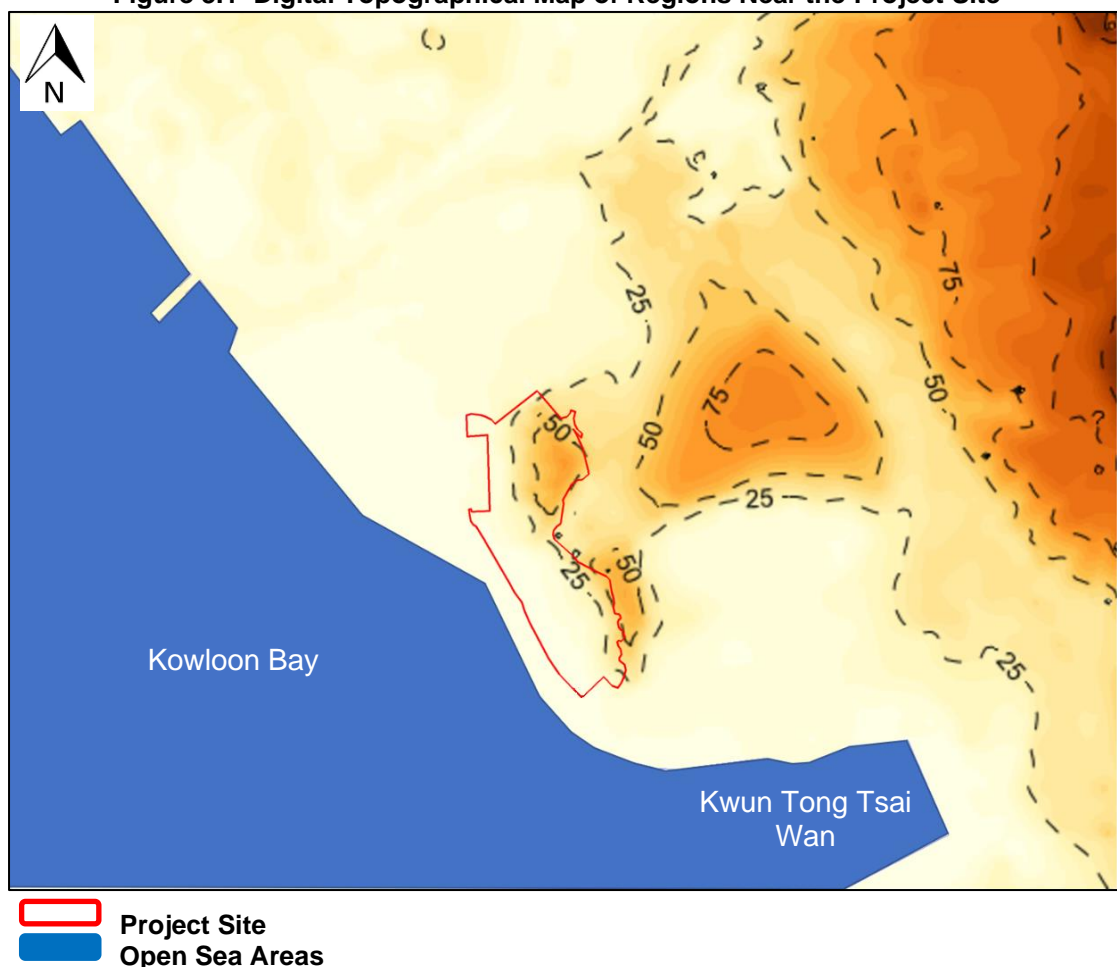 Figure 3.1 Digital Topographical Map of Regions Near the Project Site
N
25
75
50
50
75
50
25
25
50
25
Kowloon Bay
Kwun Tong Tsai
Wan
Project Site
Open Sea Areas